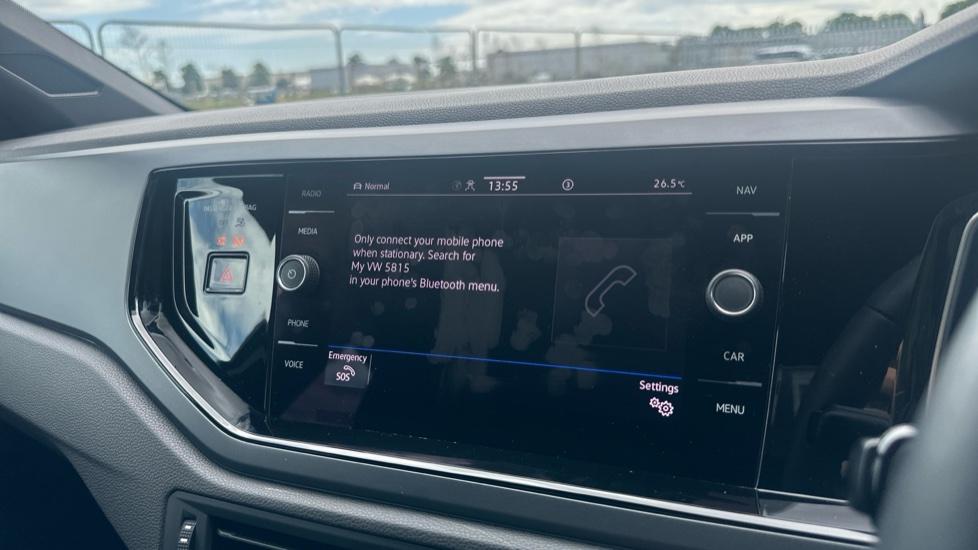 RADIO
MEDIA
PHONE
VOICE
Normal
13:55
3
26.5°C
Only connect your mobile phone
when stationary. Search for
My VW 5815
in your phone's Bluetooth menu.
Emergency
SOS
Settings
NAV
APP
CAR
MENU